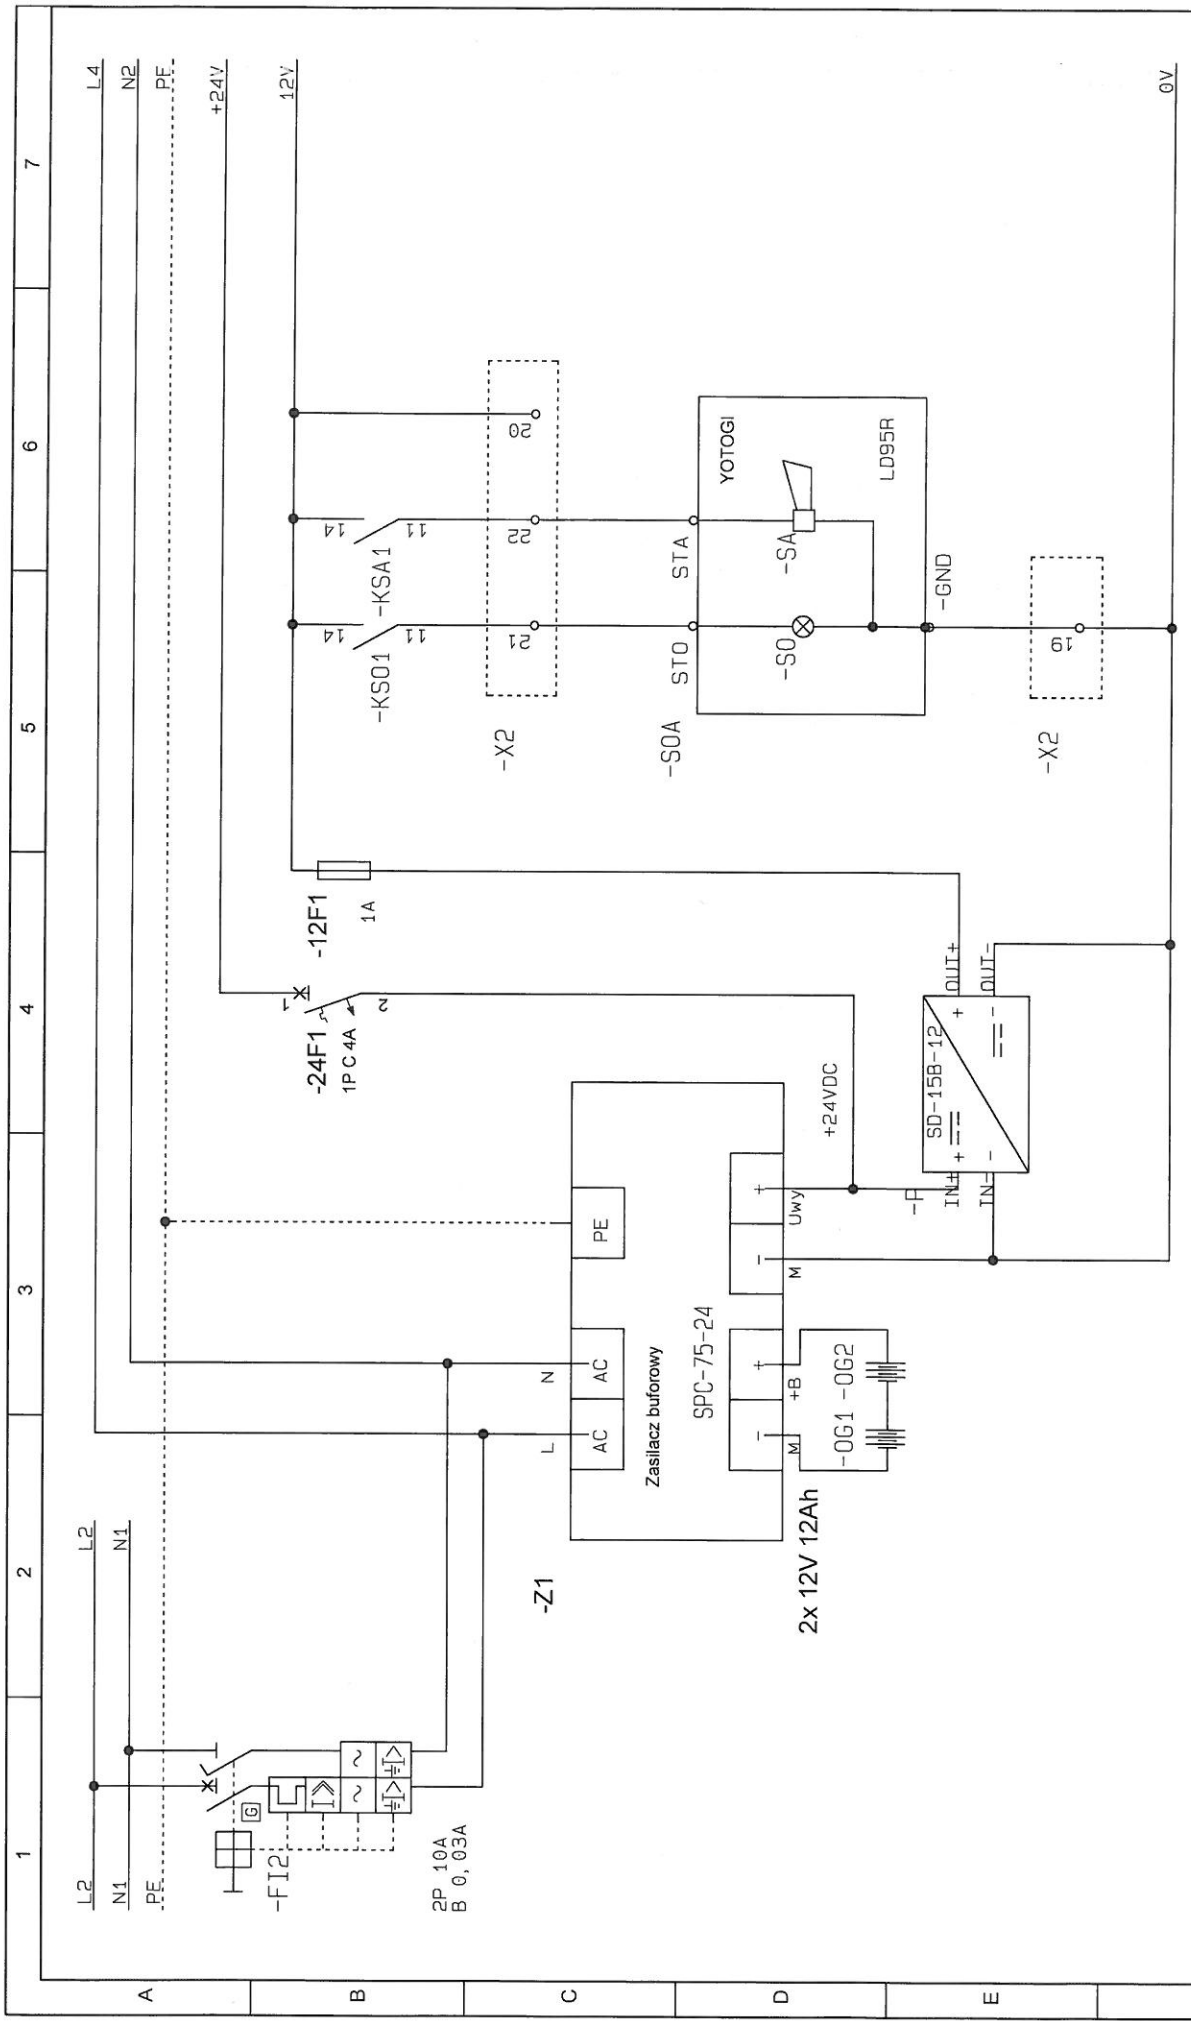 1
2
3
4
5
6
7
A
B
C
D
E
L2
N1
PE
L2
N1
L4
N2
PE
+24V
12V
0V
-FI2
G
2P 10A
B 0,03A
-Z1
L
N
AC
AC
PE
Zasilacz buforowy
SPC-75-24
-
+
-
+
M
+B
M
Uwy
2x 12V 12Ah
-OG1
-OG2
+24VDC
-24F1
1P C 4A
1
2
-12F1
1A
IN+
IN-
SD-15B-12
+
-
+
-
OUT+
OUT-
-KSO1
14
11
-KSA1
14
11
-X2
21
22
20
-SOA
STO
STA
YOTOGI
-SO
-SA
LD95R
-GND
-X2
19